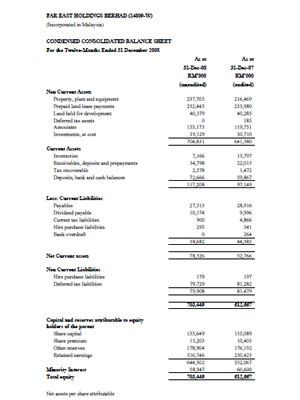 FAR EAST HOLDINGS BERHAD (14809-W)
(Incorporated in Malaysia)
CONDENSED CONSOLIDATED BALANCE SHEET
For the Twelve-Months Ended 31 December 2008
As at As at
31-Dec-08 31-Dec-07
RM'000 RM'000
(unaudited) (audited)
Non Current Assets
Property, plant and equipment 237,705 216,469
Prepaid land lease payments 232,445 233,380
Land held for development 40,379 40,285
Deferred tax assets 0 185
Associates 155,173 119,751
Investments, at cost 39,129 30,710
704,831 641,380
Current Assets
Inventories 7,166 13,797
Receivables, deposits and prepayments 34,798 22,013
Tax recoverable 2,578 1,472
Deposits, bank and cash balances 72,666 59,867
117,208 97,149
Less: Current Liabilities
Payables 27,313 28,916
Dividend payable 10,174 9,996
Current tax liabilities 900 4,866
Hire purchase liabilities 295 341
Bank overdraft 0 264
38,682 44,383
Net Current assets 78,526 52,766
Non Current Liabilities
Hire purchase liabilities 179 197
Deferred tax liabilities 79,729 81,282
79,908 81,479
703,449 612,667
Capital and reserves attributable to equity
holders of the parent
Share capital 135,649 135,089
Share premium 13,203 10,403
Other reserves 178,904 176,152
Retained earnings 316,746 230,423
644,502 552,067
Minority Interest 58,947 60,600
Total equity 703,449 612,667
Net assets per share attributable